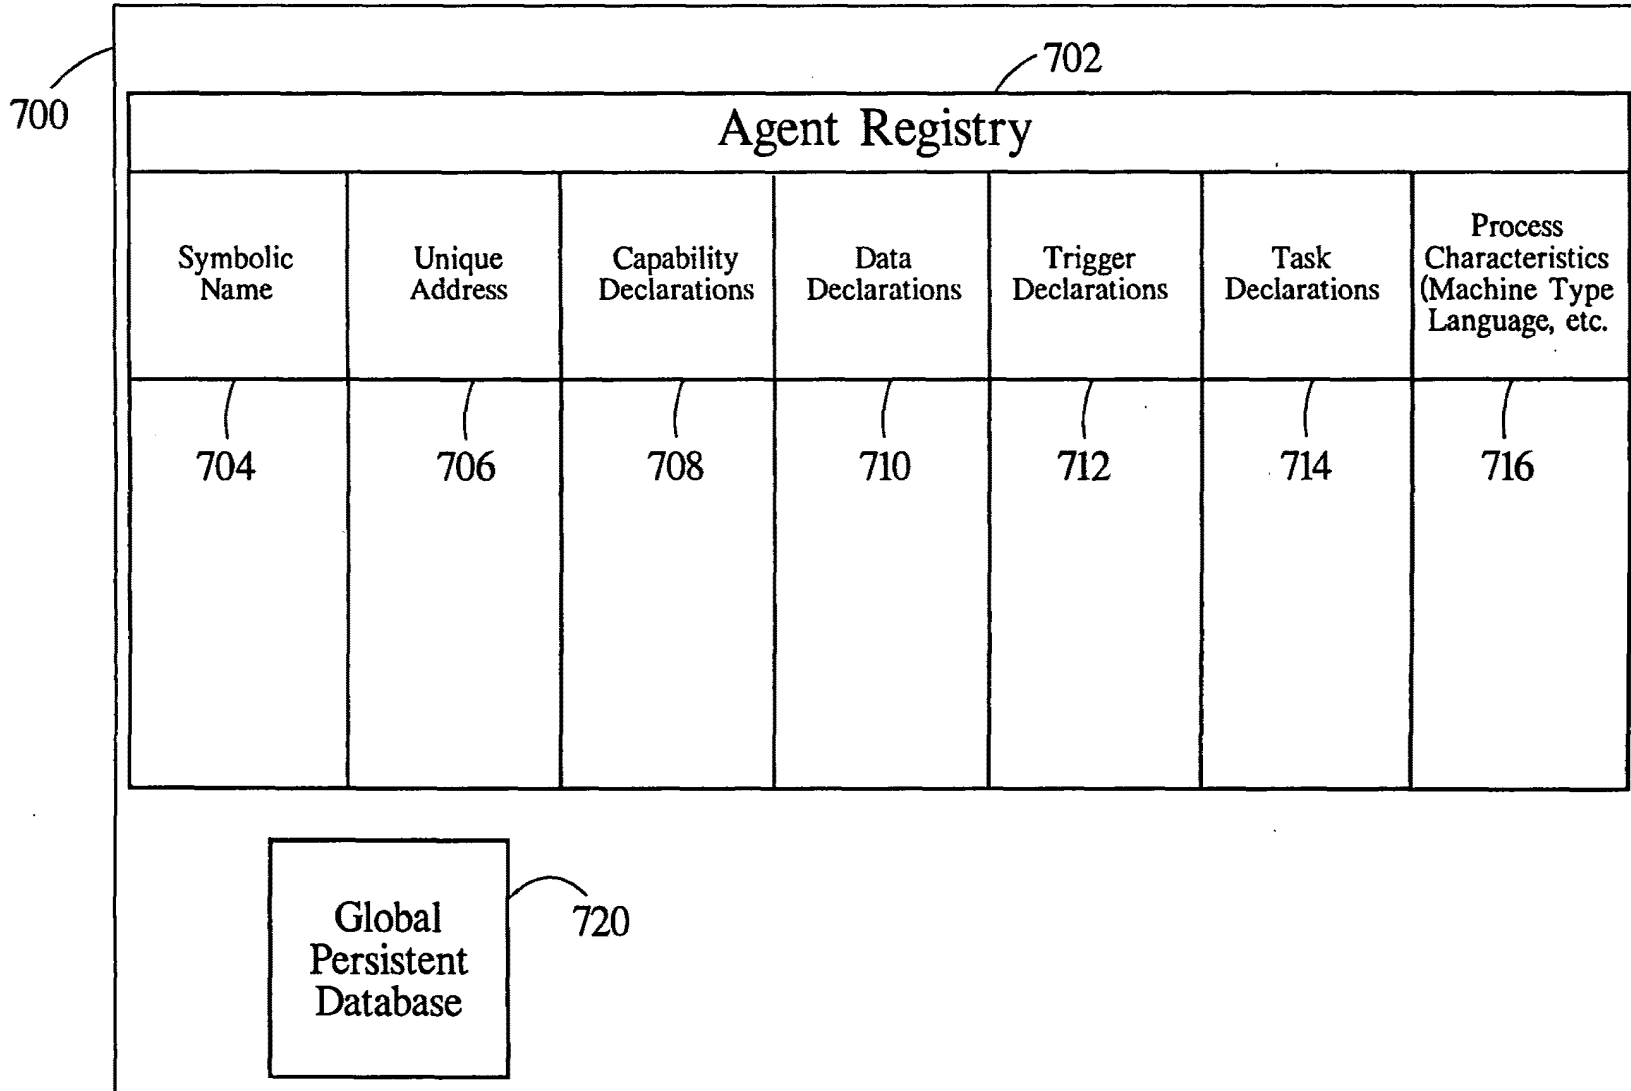 702
700
Agent Registry
Symbolic
Name
Unique
Address
Capability
Declarations
Data
Declarations
Trigger
Declarations
Task
Declarations
Process
Characteristics
(Machine Type
Language, etc.
704
706
708
710
712
714
716
Global
Persistent
Database
720